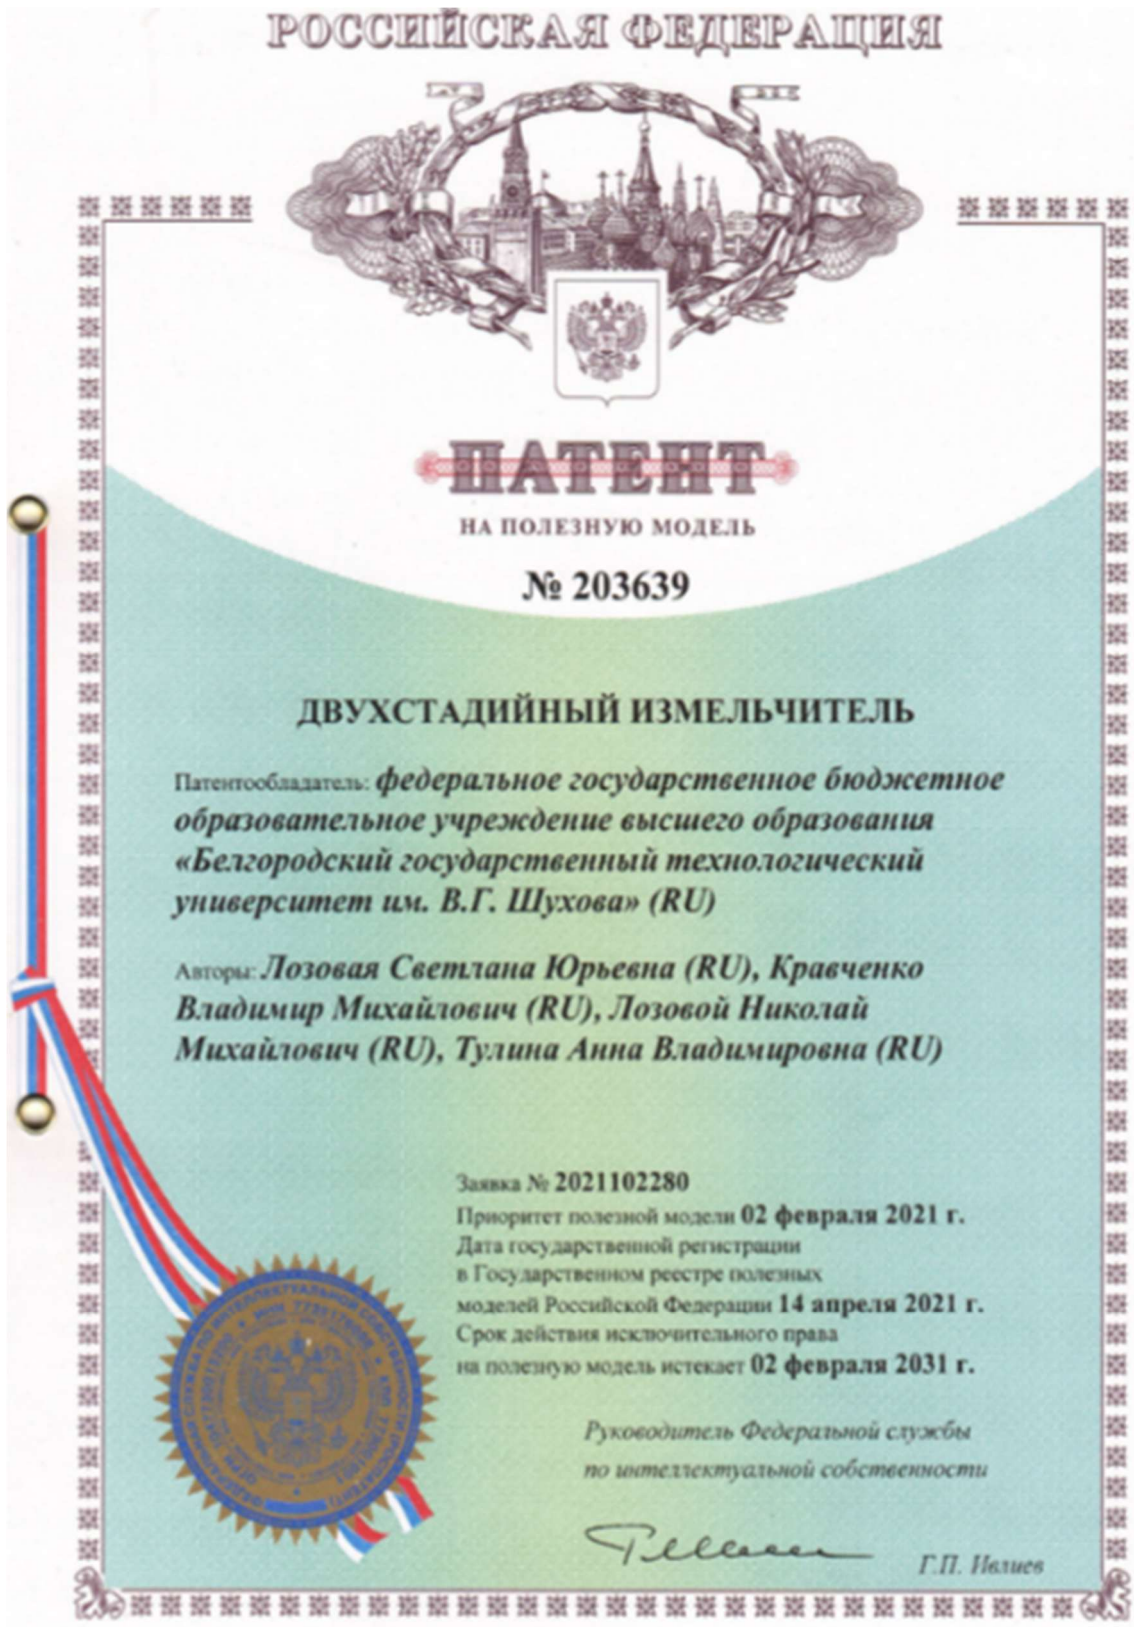 РОССИЙСКАЯ ФЕДЕРАЦИЯ
ПАТЕНТ
НА ПОЛЕЗНУЮ МОДЕЛЬ
№ 203639
ДВУХСТАДИЙНЫЙ ИЗМЕЛЬЧИТЕЛЬ
Патентообладатель: федеральное государственное бюджетное
образовательное учреждение высшего образования
«Белгородский государственный технологический
университет им. В.Г. Шухова» (RU)
Авторы: Лозовая Светлана Юрьевна (RU), Кравченко
Владимир Михайлович (RU), Лозовой Николай
Михайлович (RU), Тулина Анна Владимировна (RU)
Заявка № 2021102280
Приоритет полезной модели 02 февраля 2021 г.
Дата государственной регистрации
в Государственном реестре полезных
моделей Российской Федерации 14 апреля 2021 г.
Срок действия исключительного права
на полезную модель истекает 02 февраля 2031 г.
Руководитель Федеральной службы
по интеллектуальной собственности
Г.П. Ивлиев